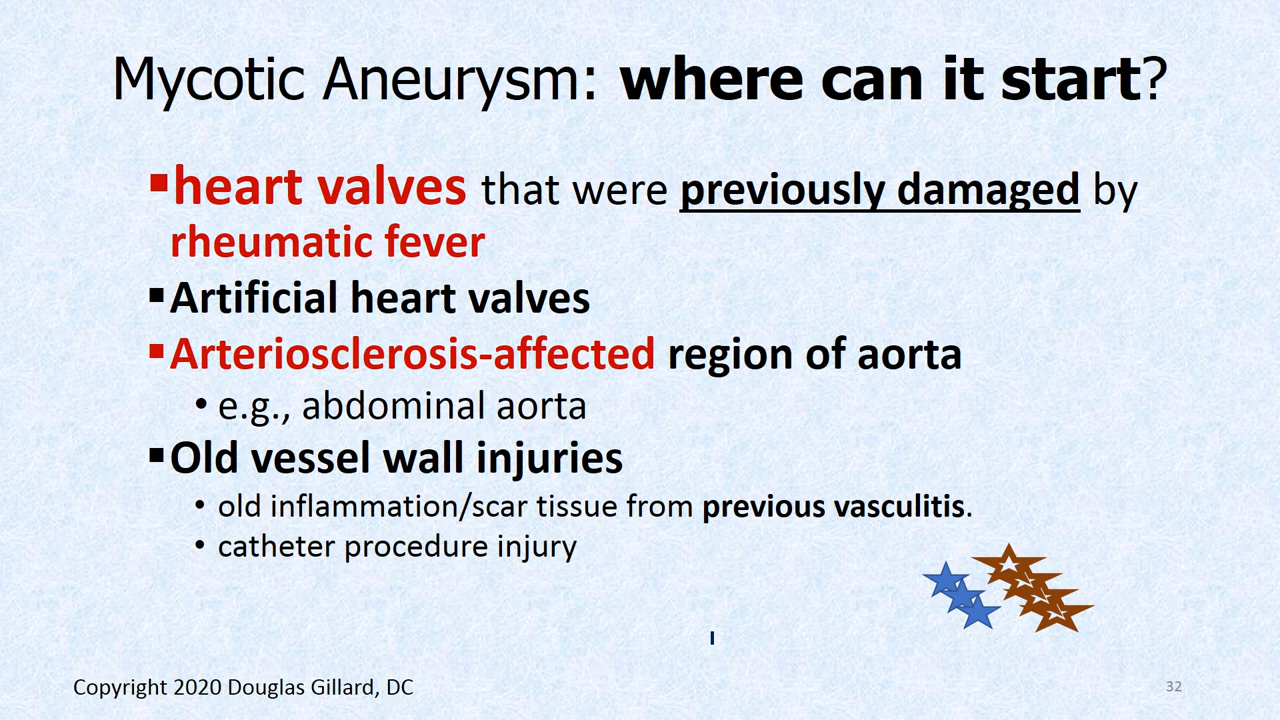 Mycotic Aneurysm: where can it start?
▪heart valves that were previously damaged by
rheumatic fever
▪Artificial heart valves
▪Arteriosclerosis-affected region of aorta
• e.g., abdominal aorta
▪Old vessel wall injuries
• old inflammation/scar tissue from previous vasculitis.
• catheter procedure injury
Copyright 2020 Douglas Gillard, DC
32